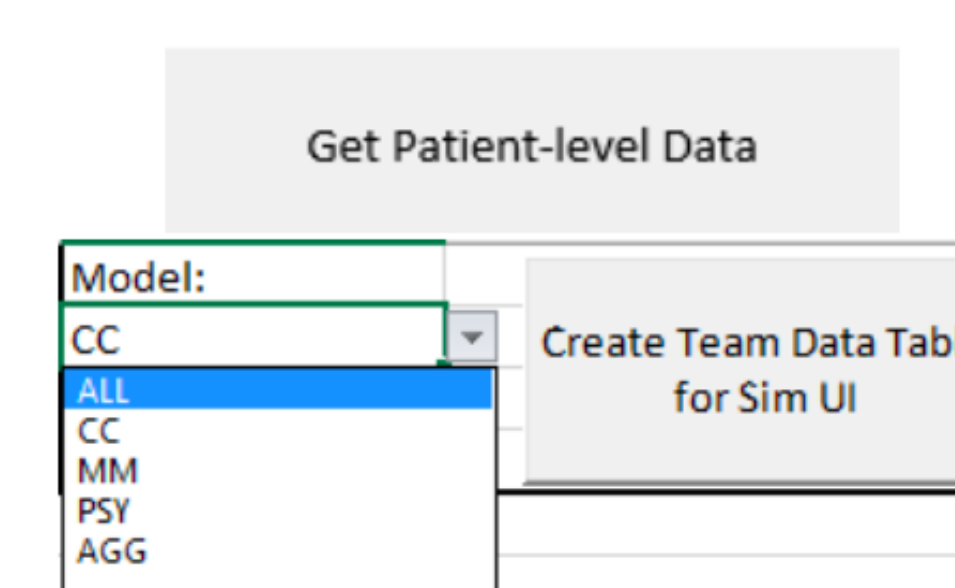 Get Patient-level Data
Model:
CC
Create Team Data Tab
for Sim UI
ALL
CC
MM
PSY
AGG